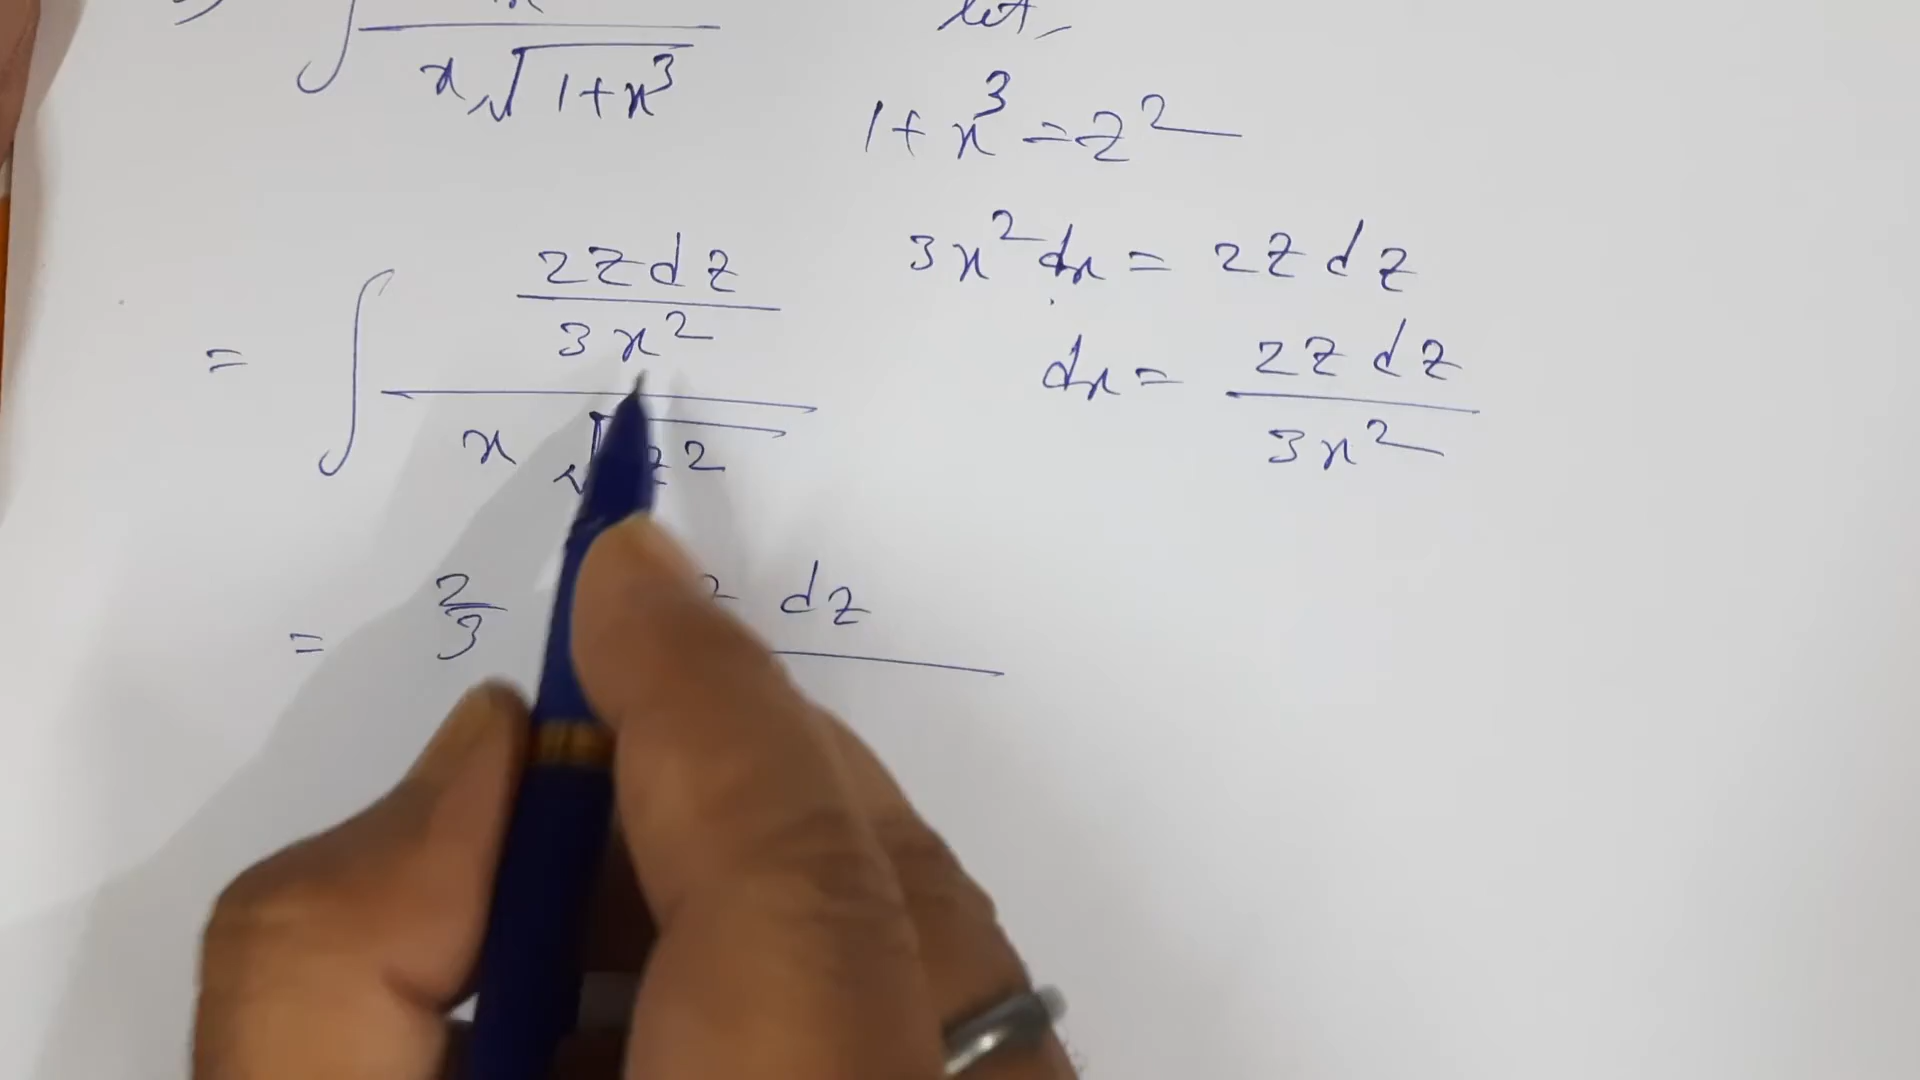 ∫ x√(1+x³)
let,
1 + x³ = z²
3x² dx = 2z dz
dx = 2z dz / 3x²
= ∫ (2z dz / 3x²) / (x √z²)
= 2/3 dz